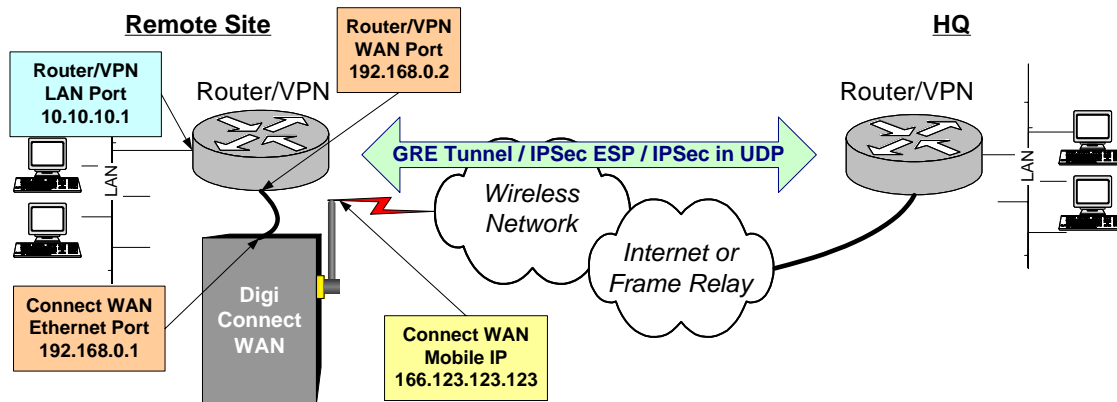 Remote Site
HQ
Router/VPN
WAN Port
192.168.0.2
Router/VPN
LAN Port
10.10.10.1
Router/VPN
Router/VPN
GRE Tunnel / IPSec ESP / IPSec in UDP
LAN
LAN
Wireless
Network
Internet or
Frame Relay
Digi
Connect
WAN
Connect WAN
Ethernet Port
192.168.0.1
Connect WAN
Mobile IP
166.123.123.123